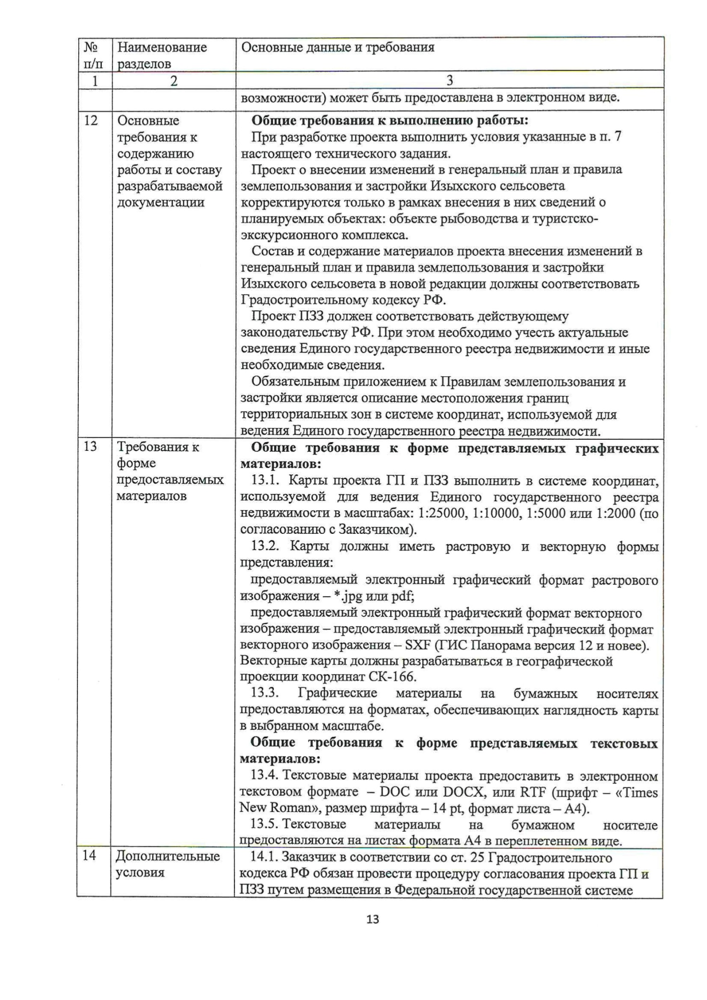 № Наименование Основные данные и требования
п/п разделов
1 2 3
возможности) может быть предоставлена в электронном виде.
12 Основные Общие требования к выполнению работы:
требования к При разработке проекта выполнить условия указанные в п. 7
содержанию настоящего технического задания.
работы и составу Проект о внесении изменений в генеральный план и правила
разрабатываемой землепользования и застройки Изыхского сельсовета
документации корректируются только в рамках внесения в них сведений о
планируемых объектах: объекте рыбоводства и туристско-
экскурсионного комплекса.
Состав и содержание материалов проекта внесения изменений в
генеральный план и правила землепользования и застройки
Изыхского сельсовета в новой редакции должны соответствовать
Градостроительному кодексу РФ.
Проект ПЗЗ должен соответствовать действующему
законодательству РФ. При этом необходимо учесть актуальные
сведения Единого государственного реестра недвижимости и иные
необходимые сведения.
Обязательным приложением к Правилам землепользования и
застройки является описание местоположения границ
территориальных зон в системе координат, используемой для
ведения Единого государственного реестра недвижимости.
13 Требования к Общие требования к форме представляемых графических
форме материалов:
предоставляемых 13.1. Карты проекта ГП и ПЗЗ выполнить в системе координат,
материалов используемой для ведения Единого государственного реестра
недвижимости в масштабах: 1:25000, 1:10000, 1:5000 или 1:2000 (по
согласованию с Заказчиком).
13.2. Карты должны иметь растровую и векторную формы
представления:
предоставляемый электронный графический формат растрового
изображения – *.jpg или pdf;
предоставляемый электронный графический формат векторного
изображения – предоставляемый электронный графический формат
векторного изображения – SXF (ГИС Панорама версия 12 и новее).
Векторные карты должны разрабатываться в географической
проекции координат СК-166.
13.3. Графические материалы на бумажных носителях
предоставляются на форматах, обеспечивающих наглядность карты
в выбранном масштабе.
Общие требования к форме представляемых текстовых
материалов:
13.4. Текстовые материалы проекта предоставить в электронном
текстовом формате – DOC или DOCX, или RTF (шрифт – «Times
New Roman», размер шрифта – 14 pt, формат листа – А4).
13.5. Текстовые материалы на бумажном носителе
предоставляются на листах формата А4 в переплетенном виде.
14 Дополнительные 14.1. Заказчик в соответствии со ст. 25 Градостроительного
условия кодекса РФ обязан провести процедуру согласования проекта ГП и
ПЗЗ путем размещения в Федеральной государственной системе
13